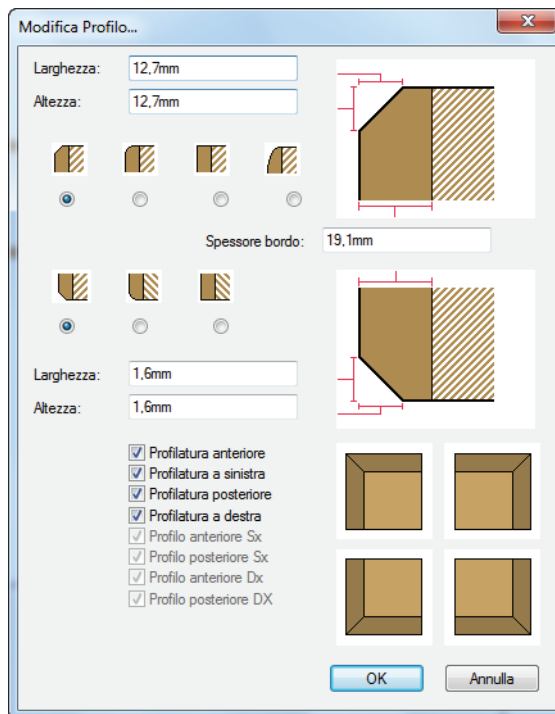 Modifica Profilo...
Larghezza: 12,7mm
Altezza: 12,7mm
Spessore bordo: 19,1mm
Larghezza: 1,6mm
Altezza: 1,6mm
Profilatura anteriore
Profilatura a sinistra
Profilatura posteriore
Profilatura a destra
Profilo anteriore Sx
Profilo posteriore Sx
Profilo anteriore Dx
Profilo posteriore DX
OK Annulla